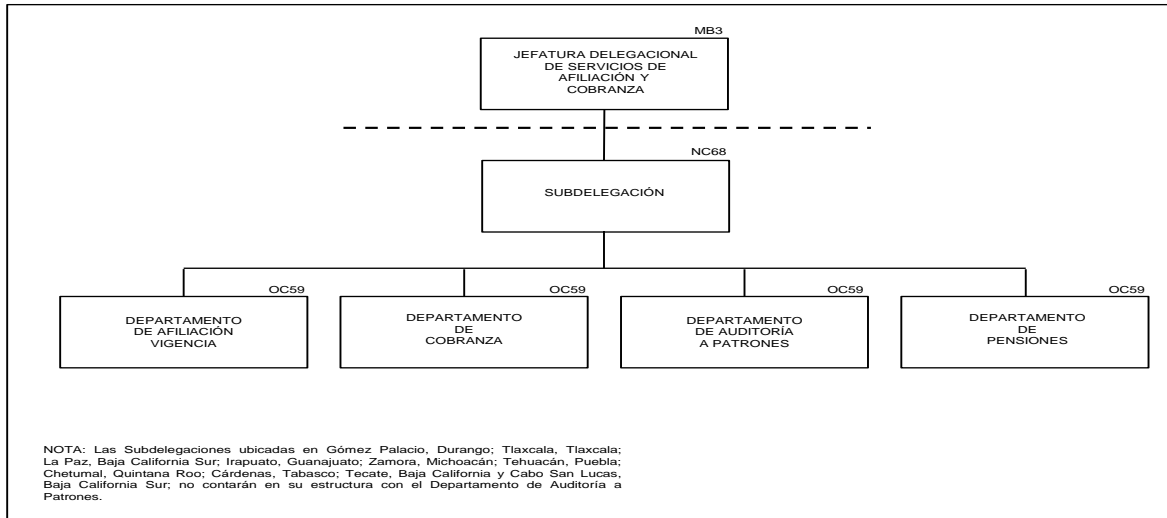 MB3
JEFATURA DELEGACIONAL
DE SERVICIOS DE
AFILIACIÓN Y
COBRANZA
NC68
SUBDELEGACIÓN
OC59
DEPARTAMENTO
DE AFILIACIÓN
VIGENCIA
OC59
DEPARTAMENTO
DE
COBRANZA
OC59
DEPARTAMENTO
DE AUDITORÍA
A PATRONES
OC59
DEPARTAMENTO
DE
PENSIONES
NOTA: Las Subdelegaciones ubicadas en Gómez Palacio, Durango; Tlaxcala, Tlaxcala;
La Paz, Baja California Sur; Irapuato, Guanajuato; Zamora, Michoacán; Tehuacán, Puebla;
Chetumal, Quintana Roo; Cárdenas, Tabasco; Tecate, Baja California y Cabo San Lucas,
Baja California Sur; no contarán en su estructura con el Departamento de Auditoría a
Patrones.